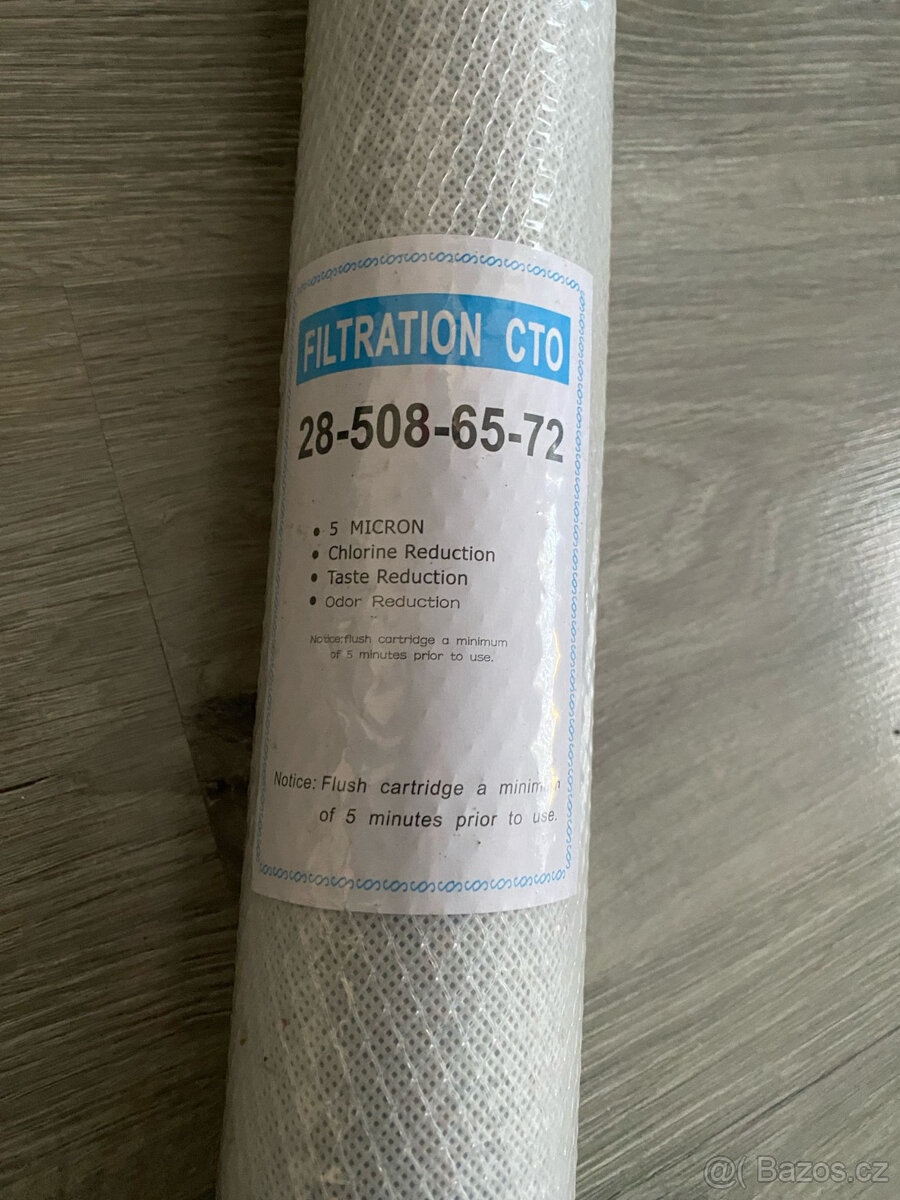 FILTRATION CTO
28-508-65-72
• 5 MICRON
• Chlorine Reduction
• Taste Reduction
• Odor Reduction
Notice:flush cartridge a minimum
of 5 minutes prior to use.
Notice: Flush cartridge a minimum
of 5 minutes prior to use.
@( Bazos.cz